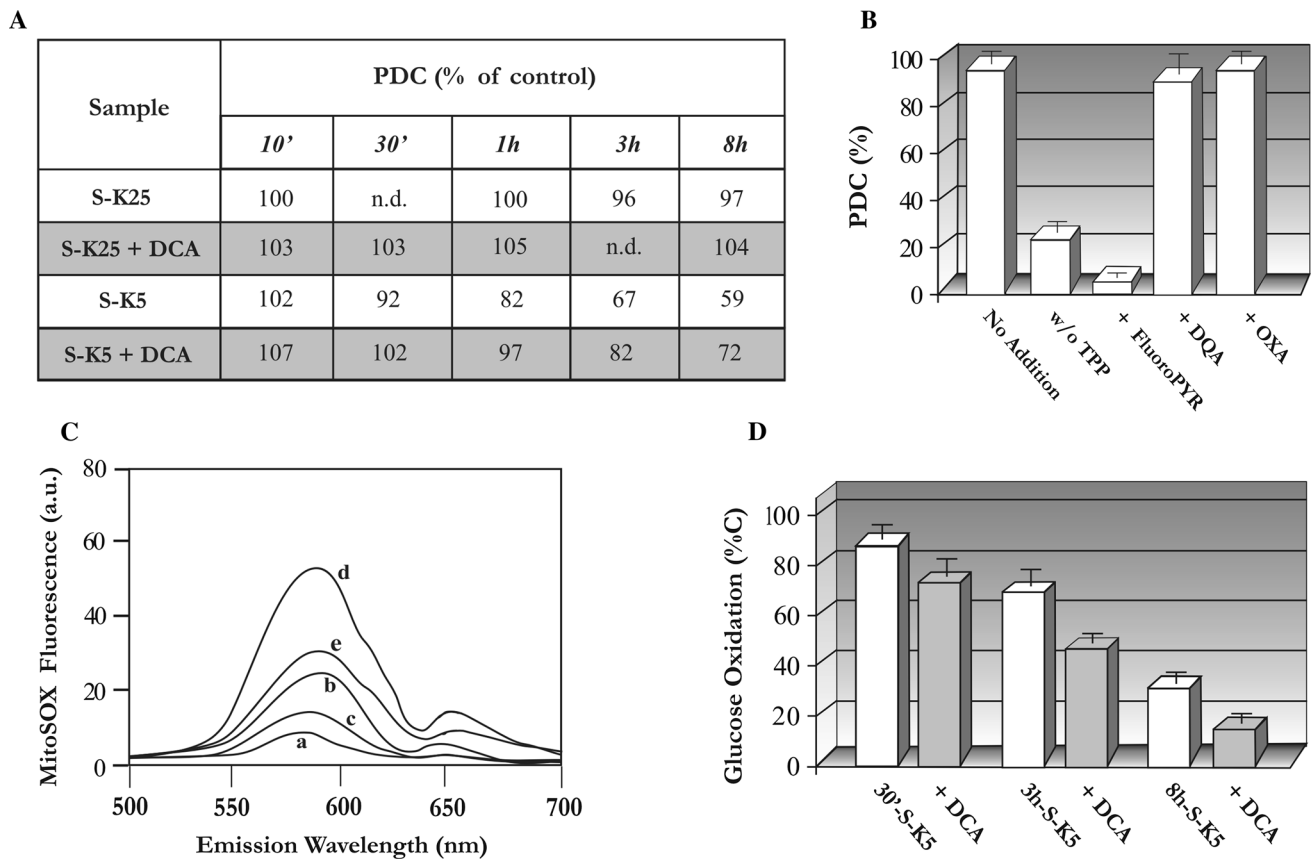 A
Sample
PDC (% of control)
10’ 30’ 1h 3h 8h
S-K25 100 n.d. 100 96 97
S-K25 + DCA 103 103 105 n.d. 104
S-K5 102 92 82 67 59
S-K5 + DCA 107 102 97 82 72
B
PDC (%)
100
80
60
40
20
0
No Addition
w/o TPP
+ FluoroPYR
+ DQA
+ OXA
C
MitoSOX Fluorescence (a.u.)
80
60
40
20
0
d
e
b
c
a
500 550 600 650 700
Emission Wavelength (nm)
D
Glucose Oxidation (%C)
100
80
60
40
20
0
30’-S-K5
+ DCA
3h-S-K5
+ DCA
8h-S-K5
+ DCA